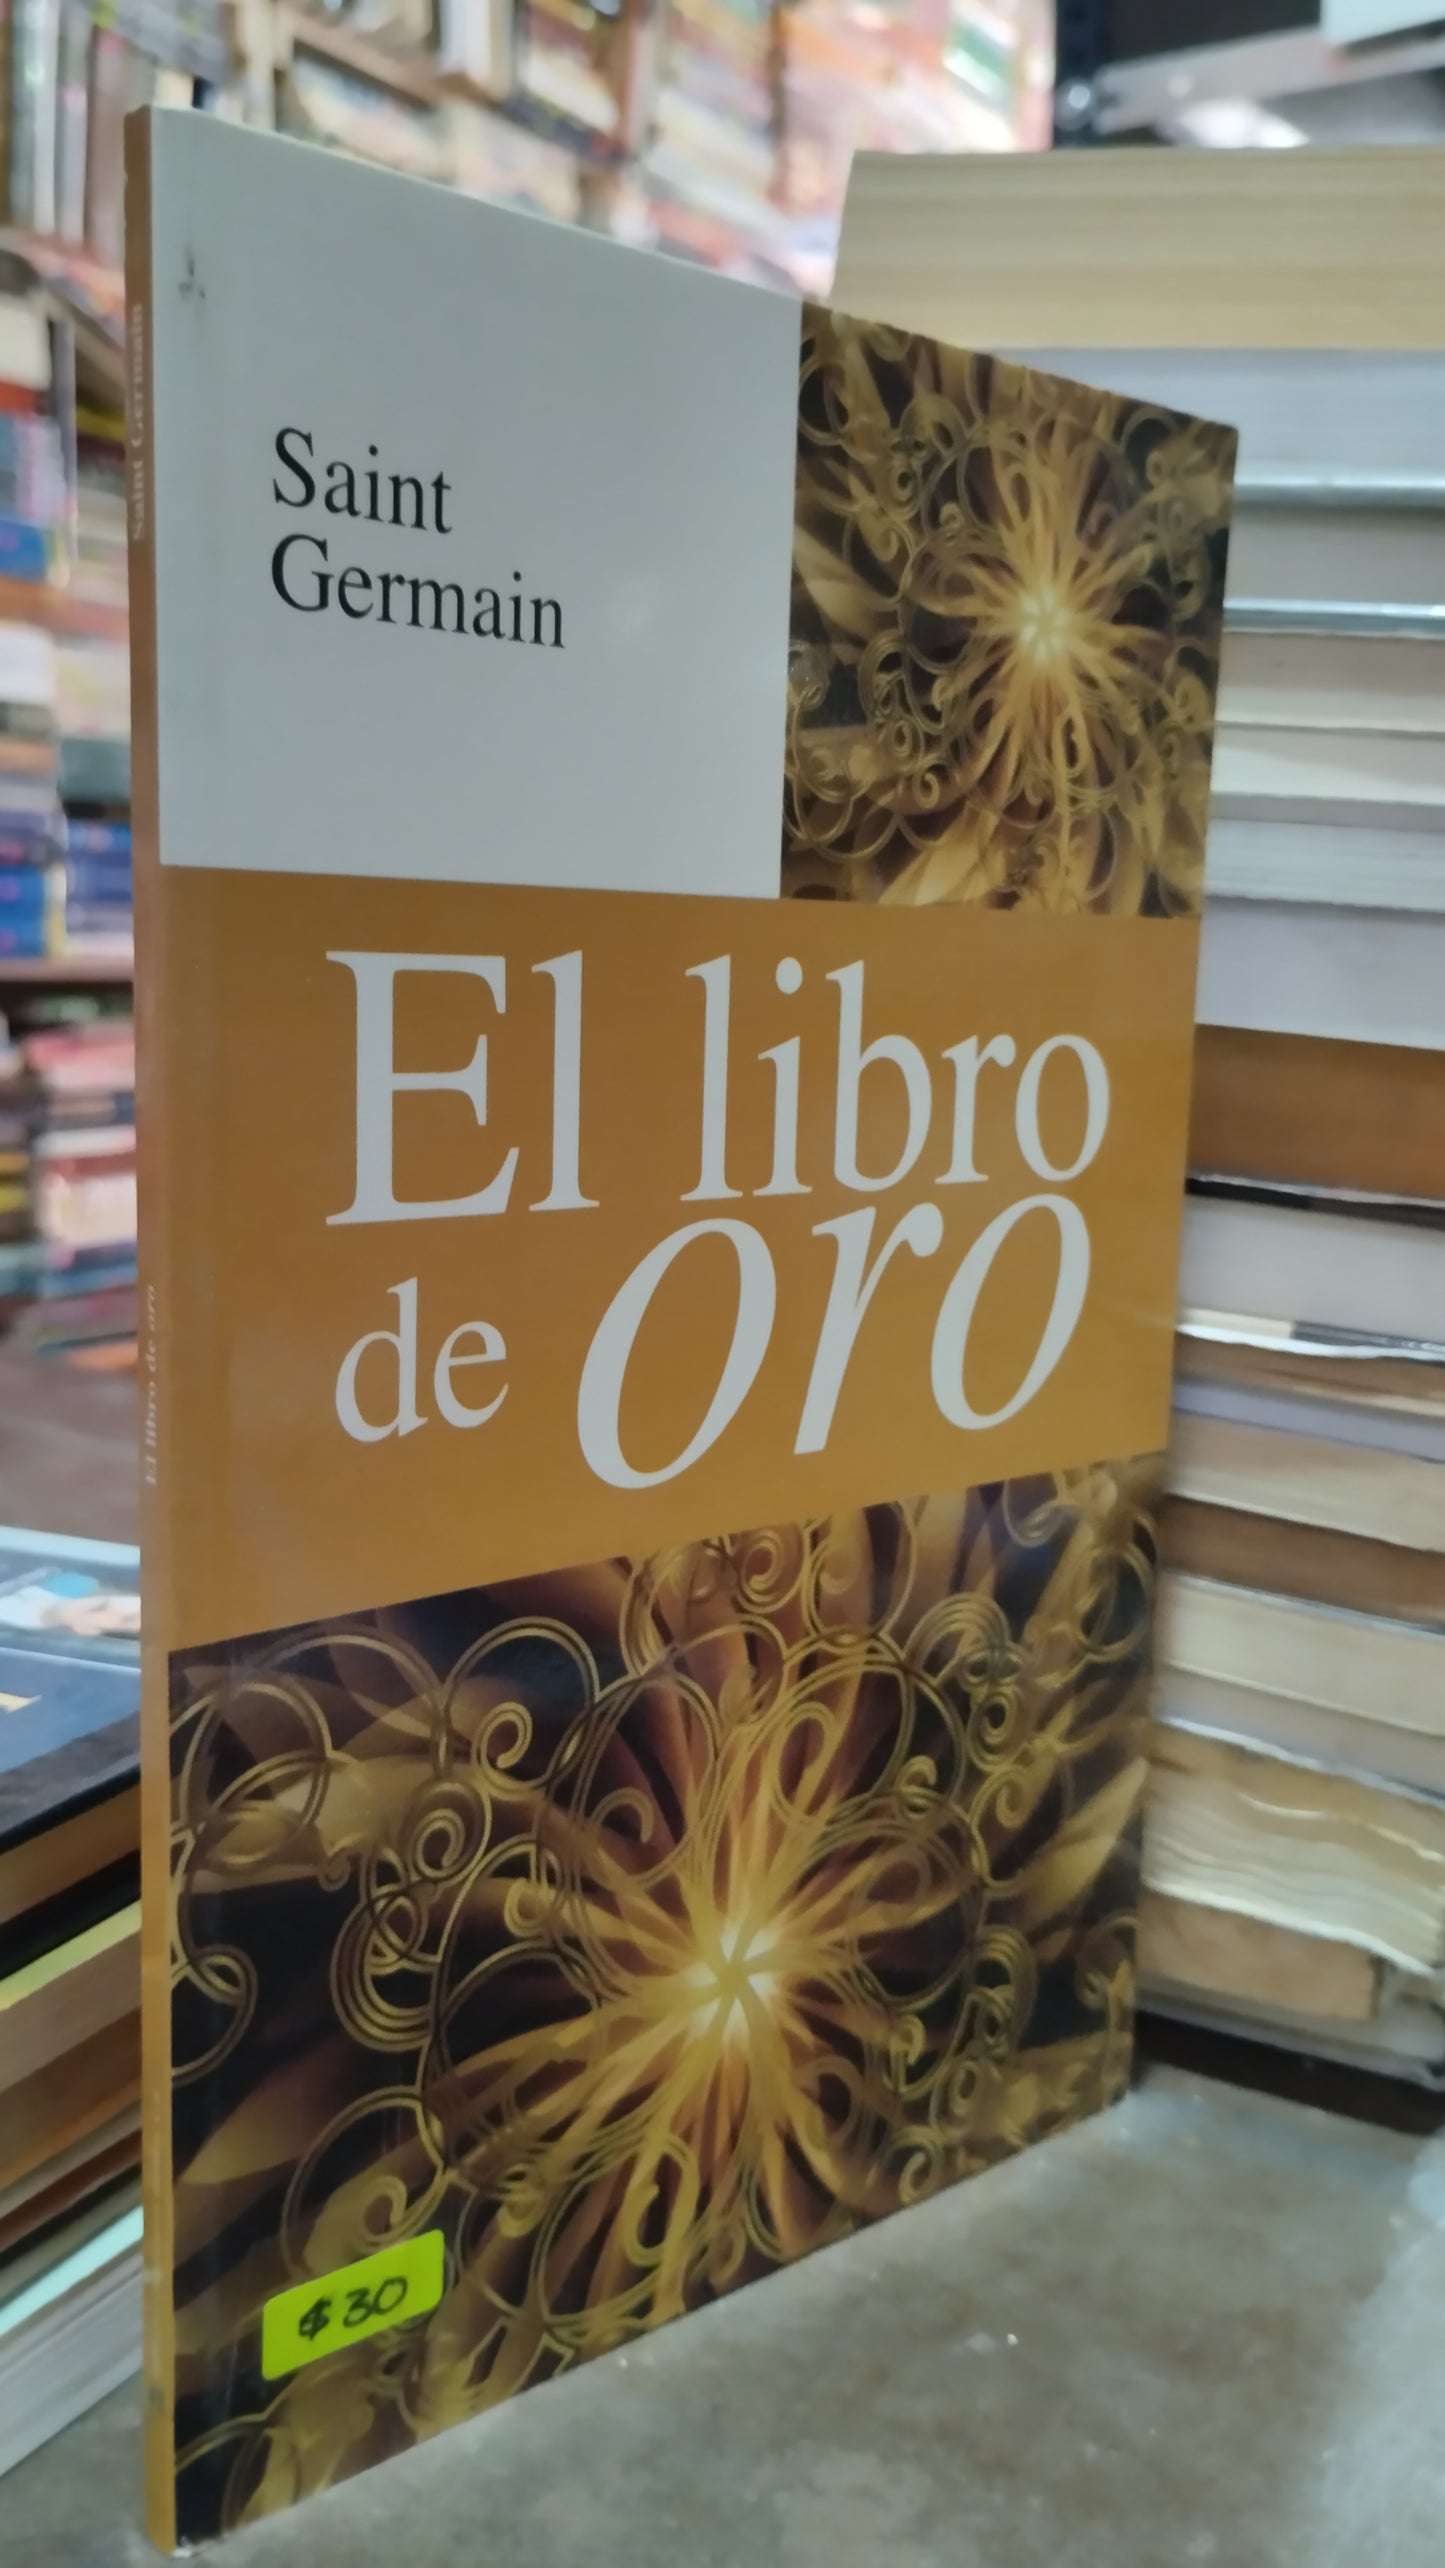 Saint
Germain
El libro
de oro
$30
Saint Germain
El libro de oro